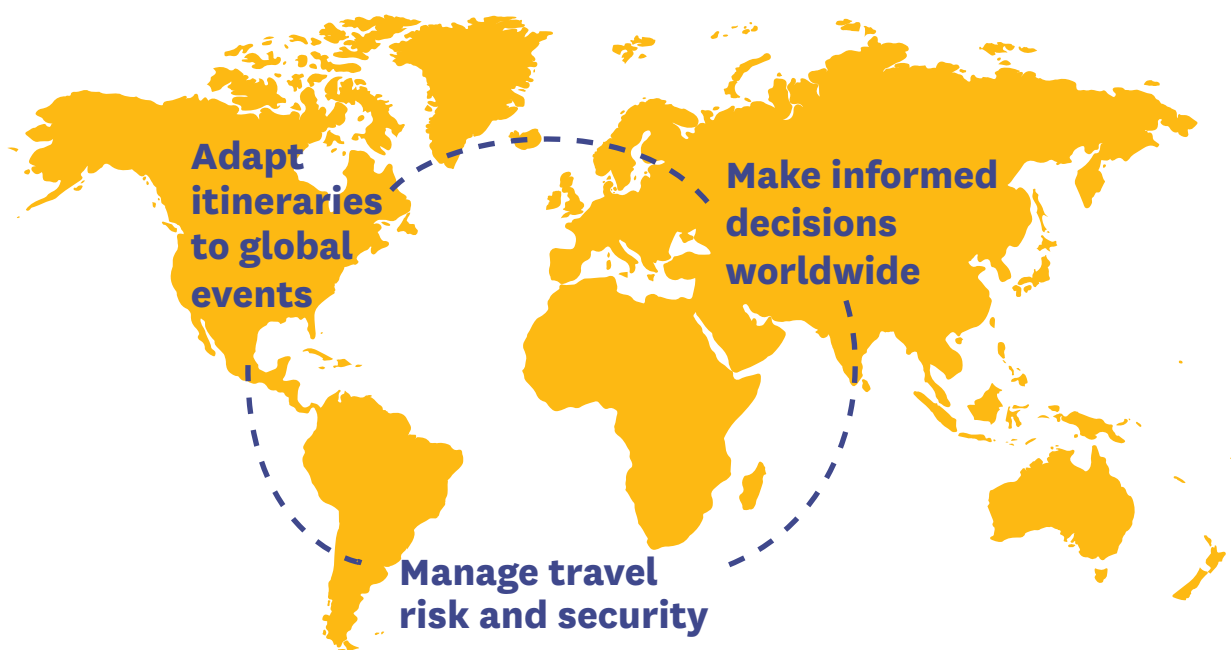 Adapt
itineraries
to global
events
Make informed
decisions
worldwide
Manage travel
risk and security